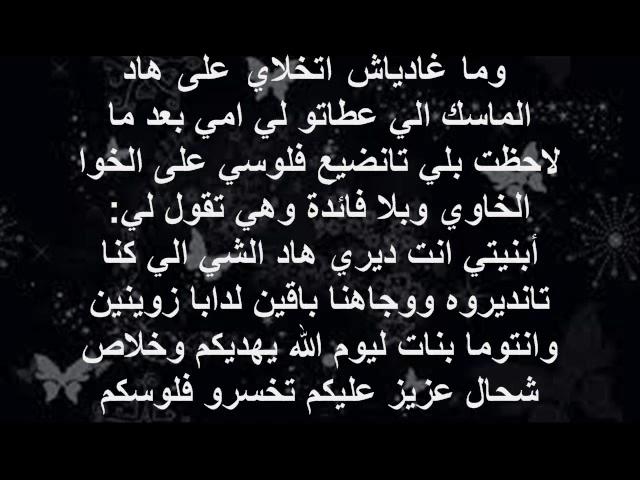 وما غادياش اتخلاي على هاد
الماسك الي عطاتو لي امي بعد ما
لاحظت بلي تانضيع فلوسي على الخوا
الخاوي وبلا فائدة وهي تقول لي:
أبنيتي انت ديري هاد الشي الي كنا
تانديروه ووجاهنا باقين لدابا زوينين
وانتوما بنات ليوم الله يهديكم وخلاص
شحال عزيز عليكم تخسرو فلوسكم